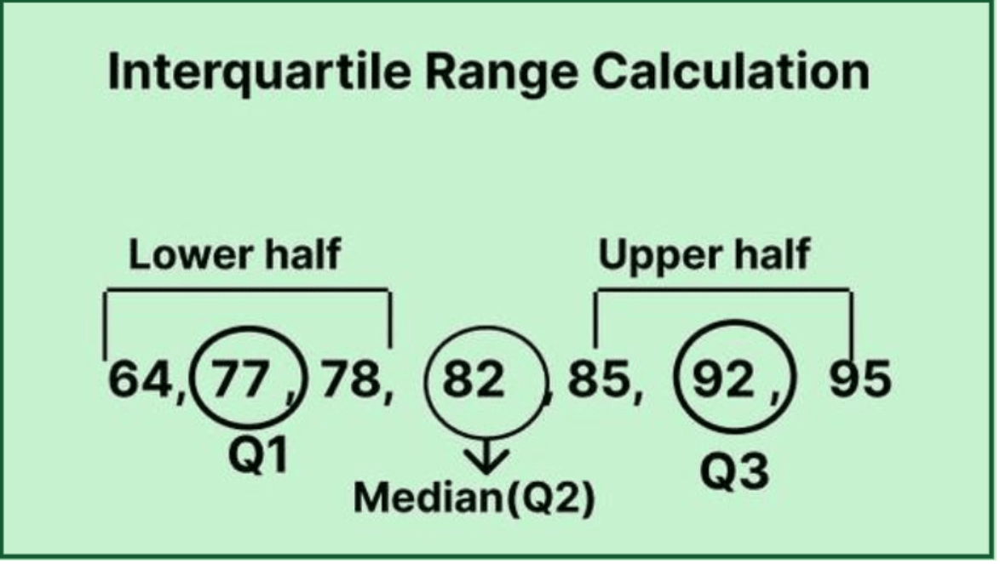 Interquartile Range Calculation
Lower half
Upper half
64, 77 , 78, 82 , 85, 92 , 95
Q1
Q3
Median(Q2)